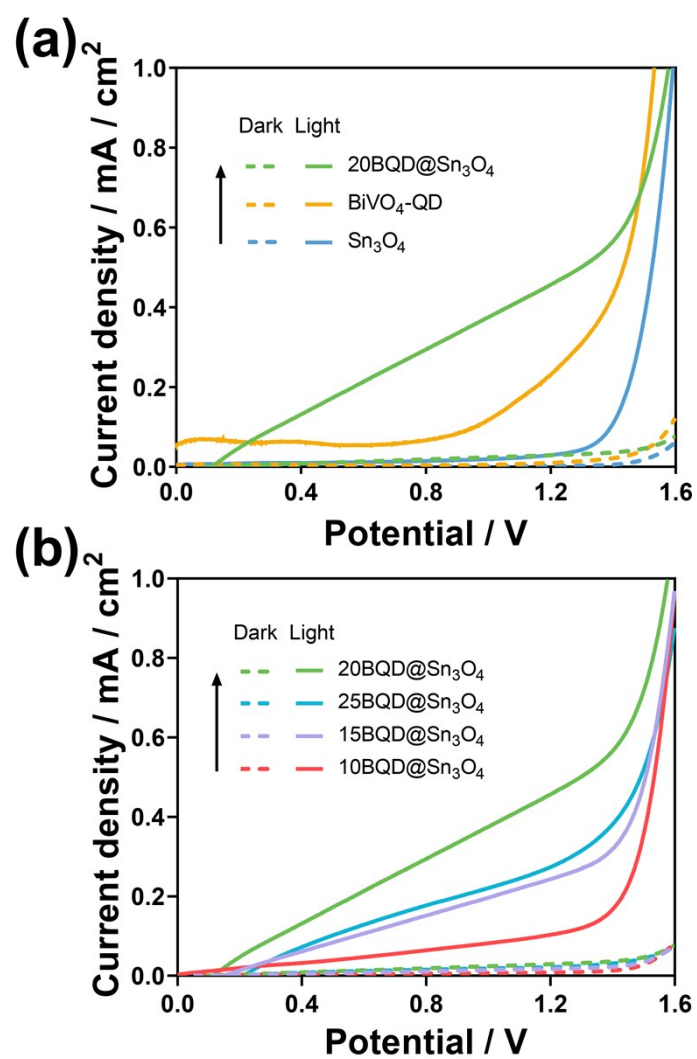 (a)
Current density / mA / cm²
1.0
0.8
0.6
0.4
0.2
0.0
Dark Light
20BQD@Sn₃O₄
BiVO₄-QD
Sn₃O₄
0.0 0.4 0.8 1.2 1.6
Potential / V
(b)
Current density / mA / cm²
1.0
0.8
0.6
0.4
0.2
0.0
Dark Light
20BQD@Sn₃O₄
25BQD@Sn₃O₄
15BQD@Sn₃O₄
10BQD@Sn₃O₄
0.0 0.4 0.8 1.2 1.6
Potential / V